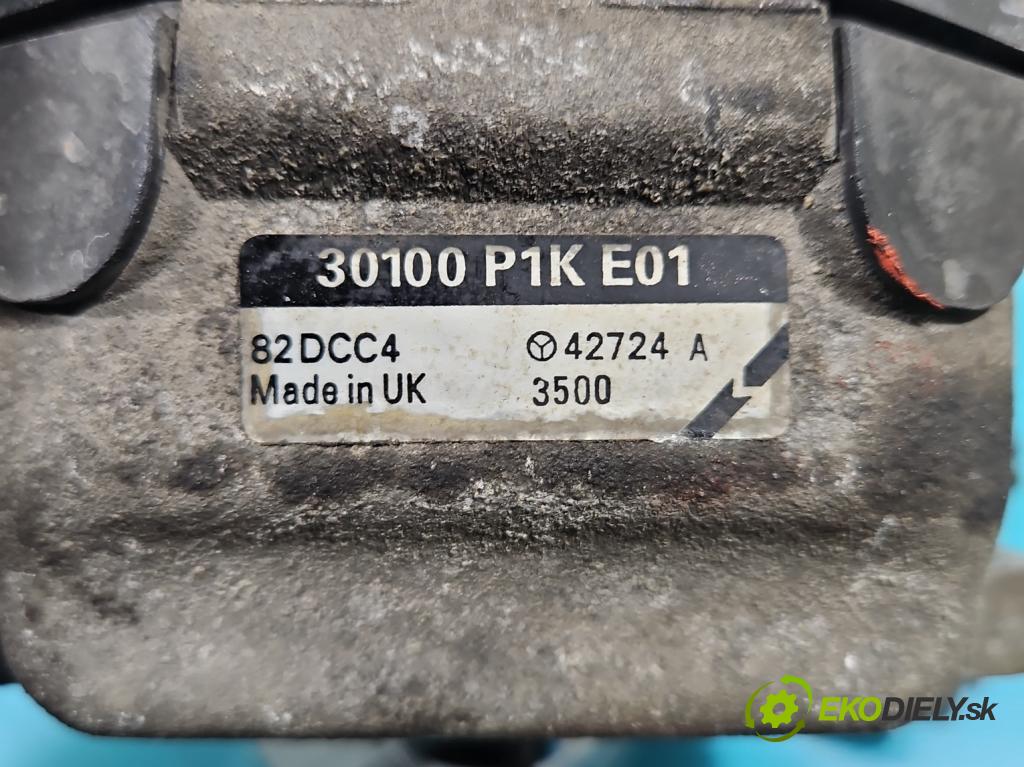 30100 P1K E01
82DCC4 42724 A
Made in UK 3500
EKODIELY.sk